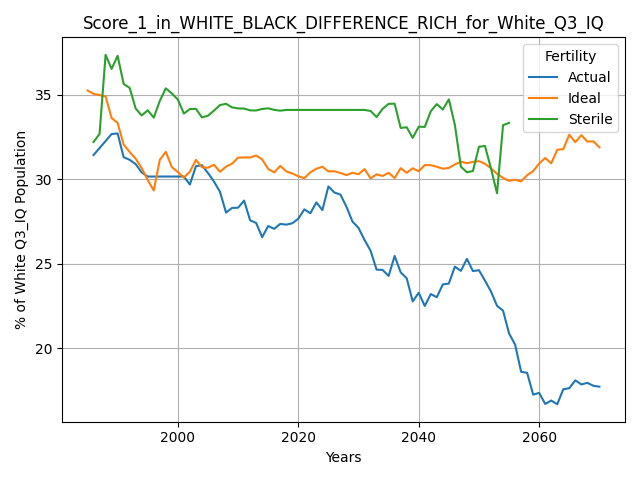 Score_1_in_WHITE_BLACK_DIFFERENCE_RICH_for_White_Q3_IQ
Fertility
Actual
Ideal
Sterile
% of White Q3_IQ Population
35
30
25
20
2000 2020 2040 2060
Years